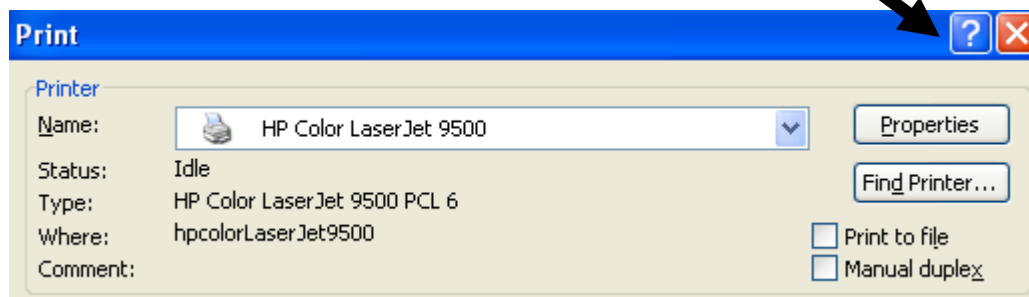 Print ?
Printer
Name: HP Color LaserJet 9500 Properties
Status: Idle
Find Printer...
Type: HP Color LaserJet 9500 PCL 6
Where: hpcolorLaserJet9500 Print to file
Comment: Manual duplex